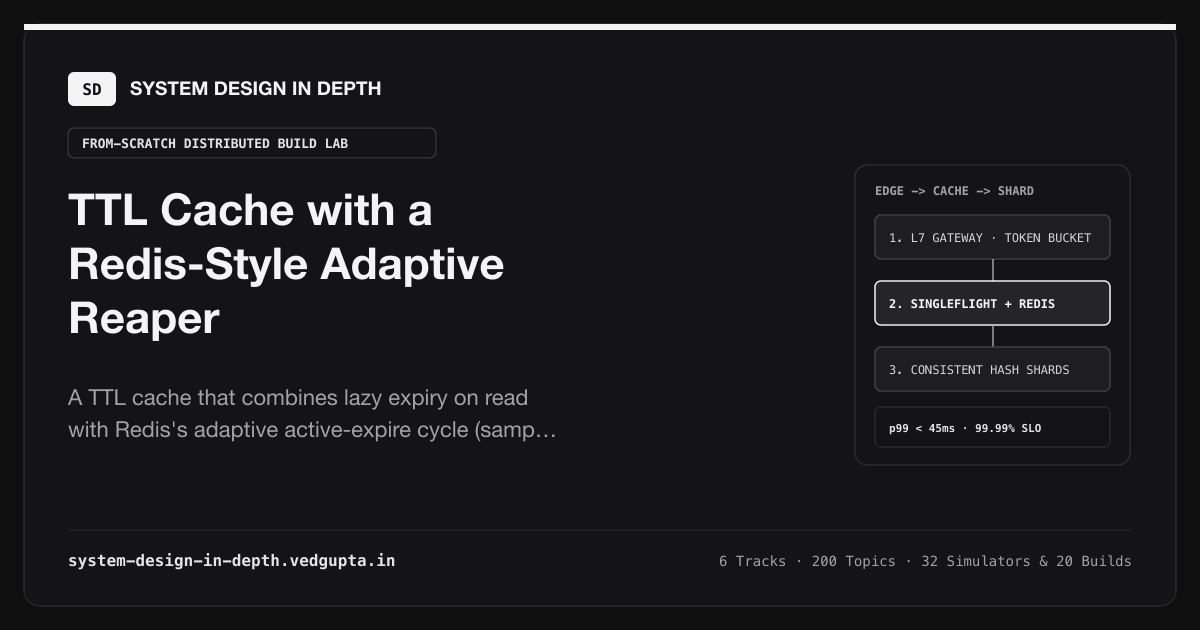 SD SYSTEM DESIGN IN DEPTH
FROM-SCRATCH DISTRIBUTED BUILD LAB
TTL Cache with a
Redis-Style Adaptive
Reaper
A TTL cache that combines lazy expiry on read
with Redis's adaptive active-expire cycle (samp…
EDGE -> CACHE -> SHARD
1. L7 GATEWAY · TOKEN BUCKET
2. SINGLEFLIGHT + REDIS
3. CONSISTENT HASH SHARDS
p99 < 45ms · 99.99% SLO
system-design-in-depth.vedgupta.in
6 Tracks · 200 Topics · 32 Simulators & 20 Builds